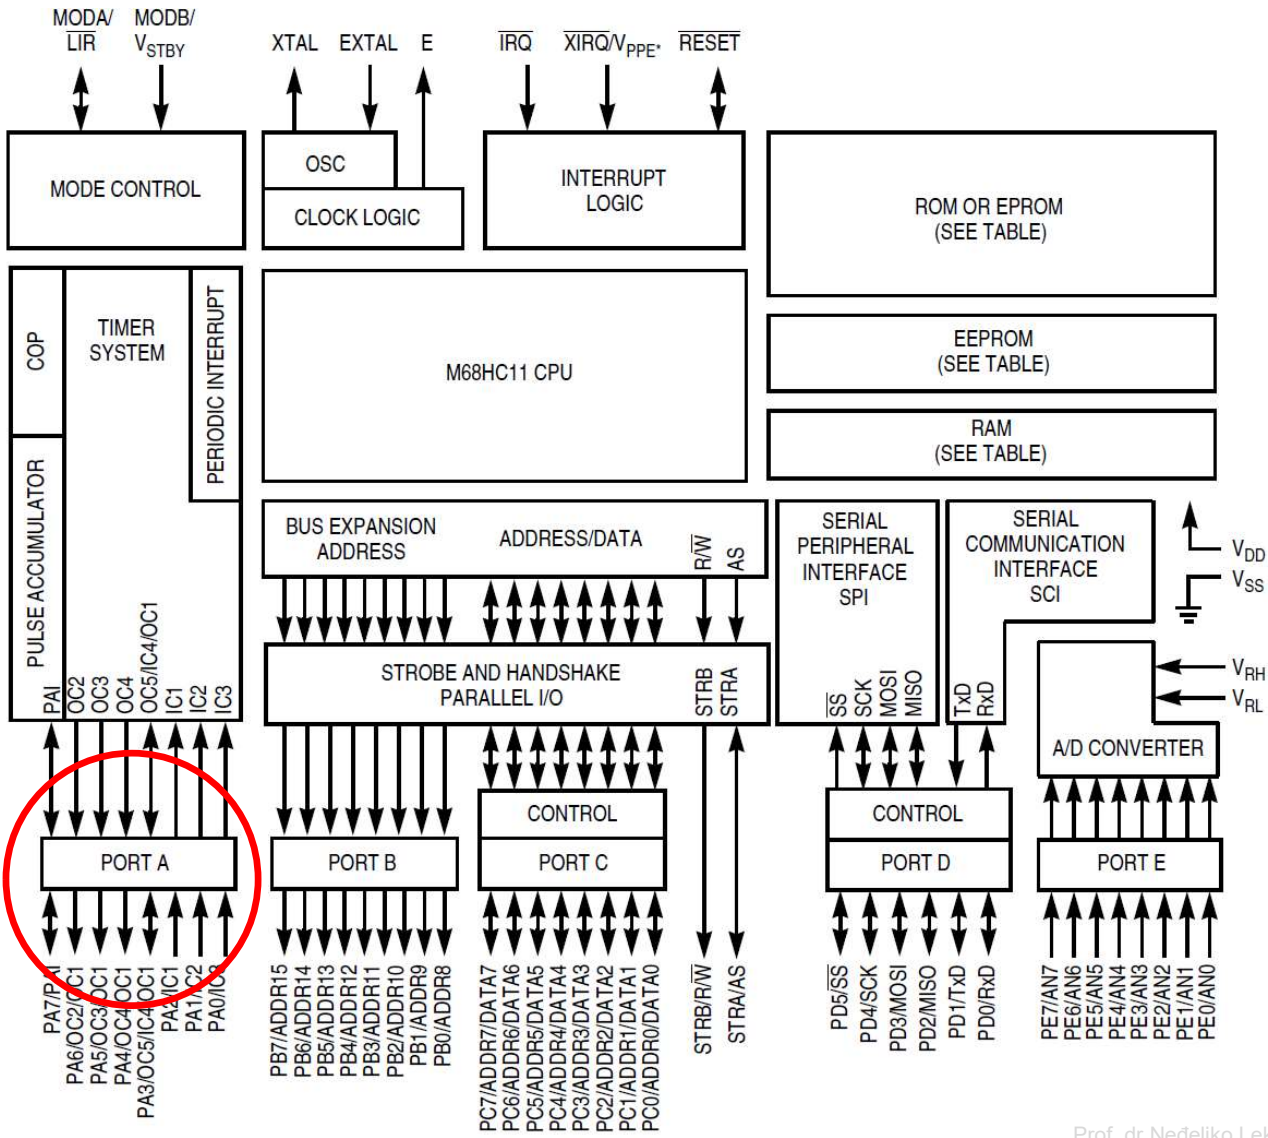 MODA/
LIR
MODB/
VSTBY
XTAL
EXTAL
E
IRQ
XIRQ/VPPE*
RESET
MODE CONTROL
OSC
CLOCK LOGIC
INTERRUPT
LOGIC
ROM OR EPROM
(SEE TABLE)
COP
TIMER
SYSTEM
PERIODIC INTERRUPT
M68HC11 CPU
EEPROM
(SEE TABLE)
RAM
(SEE TABLE)
PULSE ACCUMULATOR
PAI
OC2
OC3
OC4
OC5/IC4/OC1
IC1
IC2
IC3
BUS EXPANSION
ADDRESS
ADDRESS/DATA
R/W
AS
SERIAL
PERIPHERAL
INTERFACE
SPI
SERIAL
COMMUNICATION
INTERFACE
SCI
VDD
VSS
STROBE AND HANDSHAKE
PARALLEL I/O
STRB
STRA
SS
SCK
MOSI
MISO
TxD
RxD
VRH
VRL
A/D CONVERTER
PORT A
PORT B
CONTROL
PORT C
CONTROL
PORT D
PORT E
PA7/PAI
PA6/OC2/OC1
PA5/OC3/OC1
PA4/OC4/OC1
PA3/OC5/IC4/OC1
PA2/IC1
PA1/IC2
PA0/IC3
PB7/ADDR15
PB6/ADDR14
PB5/ADDR13
PB4/ADDR12
PB3/ADDR11
PB2/ADDR10
PB1/ADDR9
PB0/ADDR8
PC7/ADDR7/DATA7
PC6/ADDR6/DATA6
PC5/ADDR5/DATA5
PC4/ADDR4/DATA4
PC3/ADDR3/DATA3
PC2/ADDR2/DATA2
PC1/ADDR1/DATA1
PC0/ADDR0/DATA0
STRB/R/W
STRA/AS
PD5/SS
PD4/SCK
PD3/MOSI
PD2/MISO
PD1/TxD
PD0/RxD
PE7/AN7
PE6/AN6
PE5/AN5
PE4/AN4
PE3/AN3
PE2/AN2
PE1/AN1
PE0/AN0
Prof. dr Neđeljko Lek